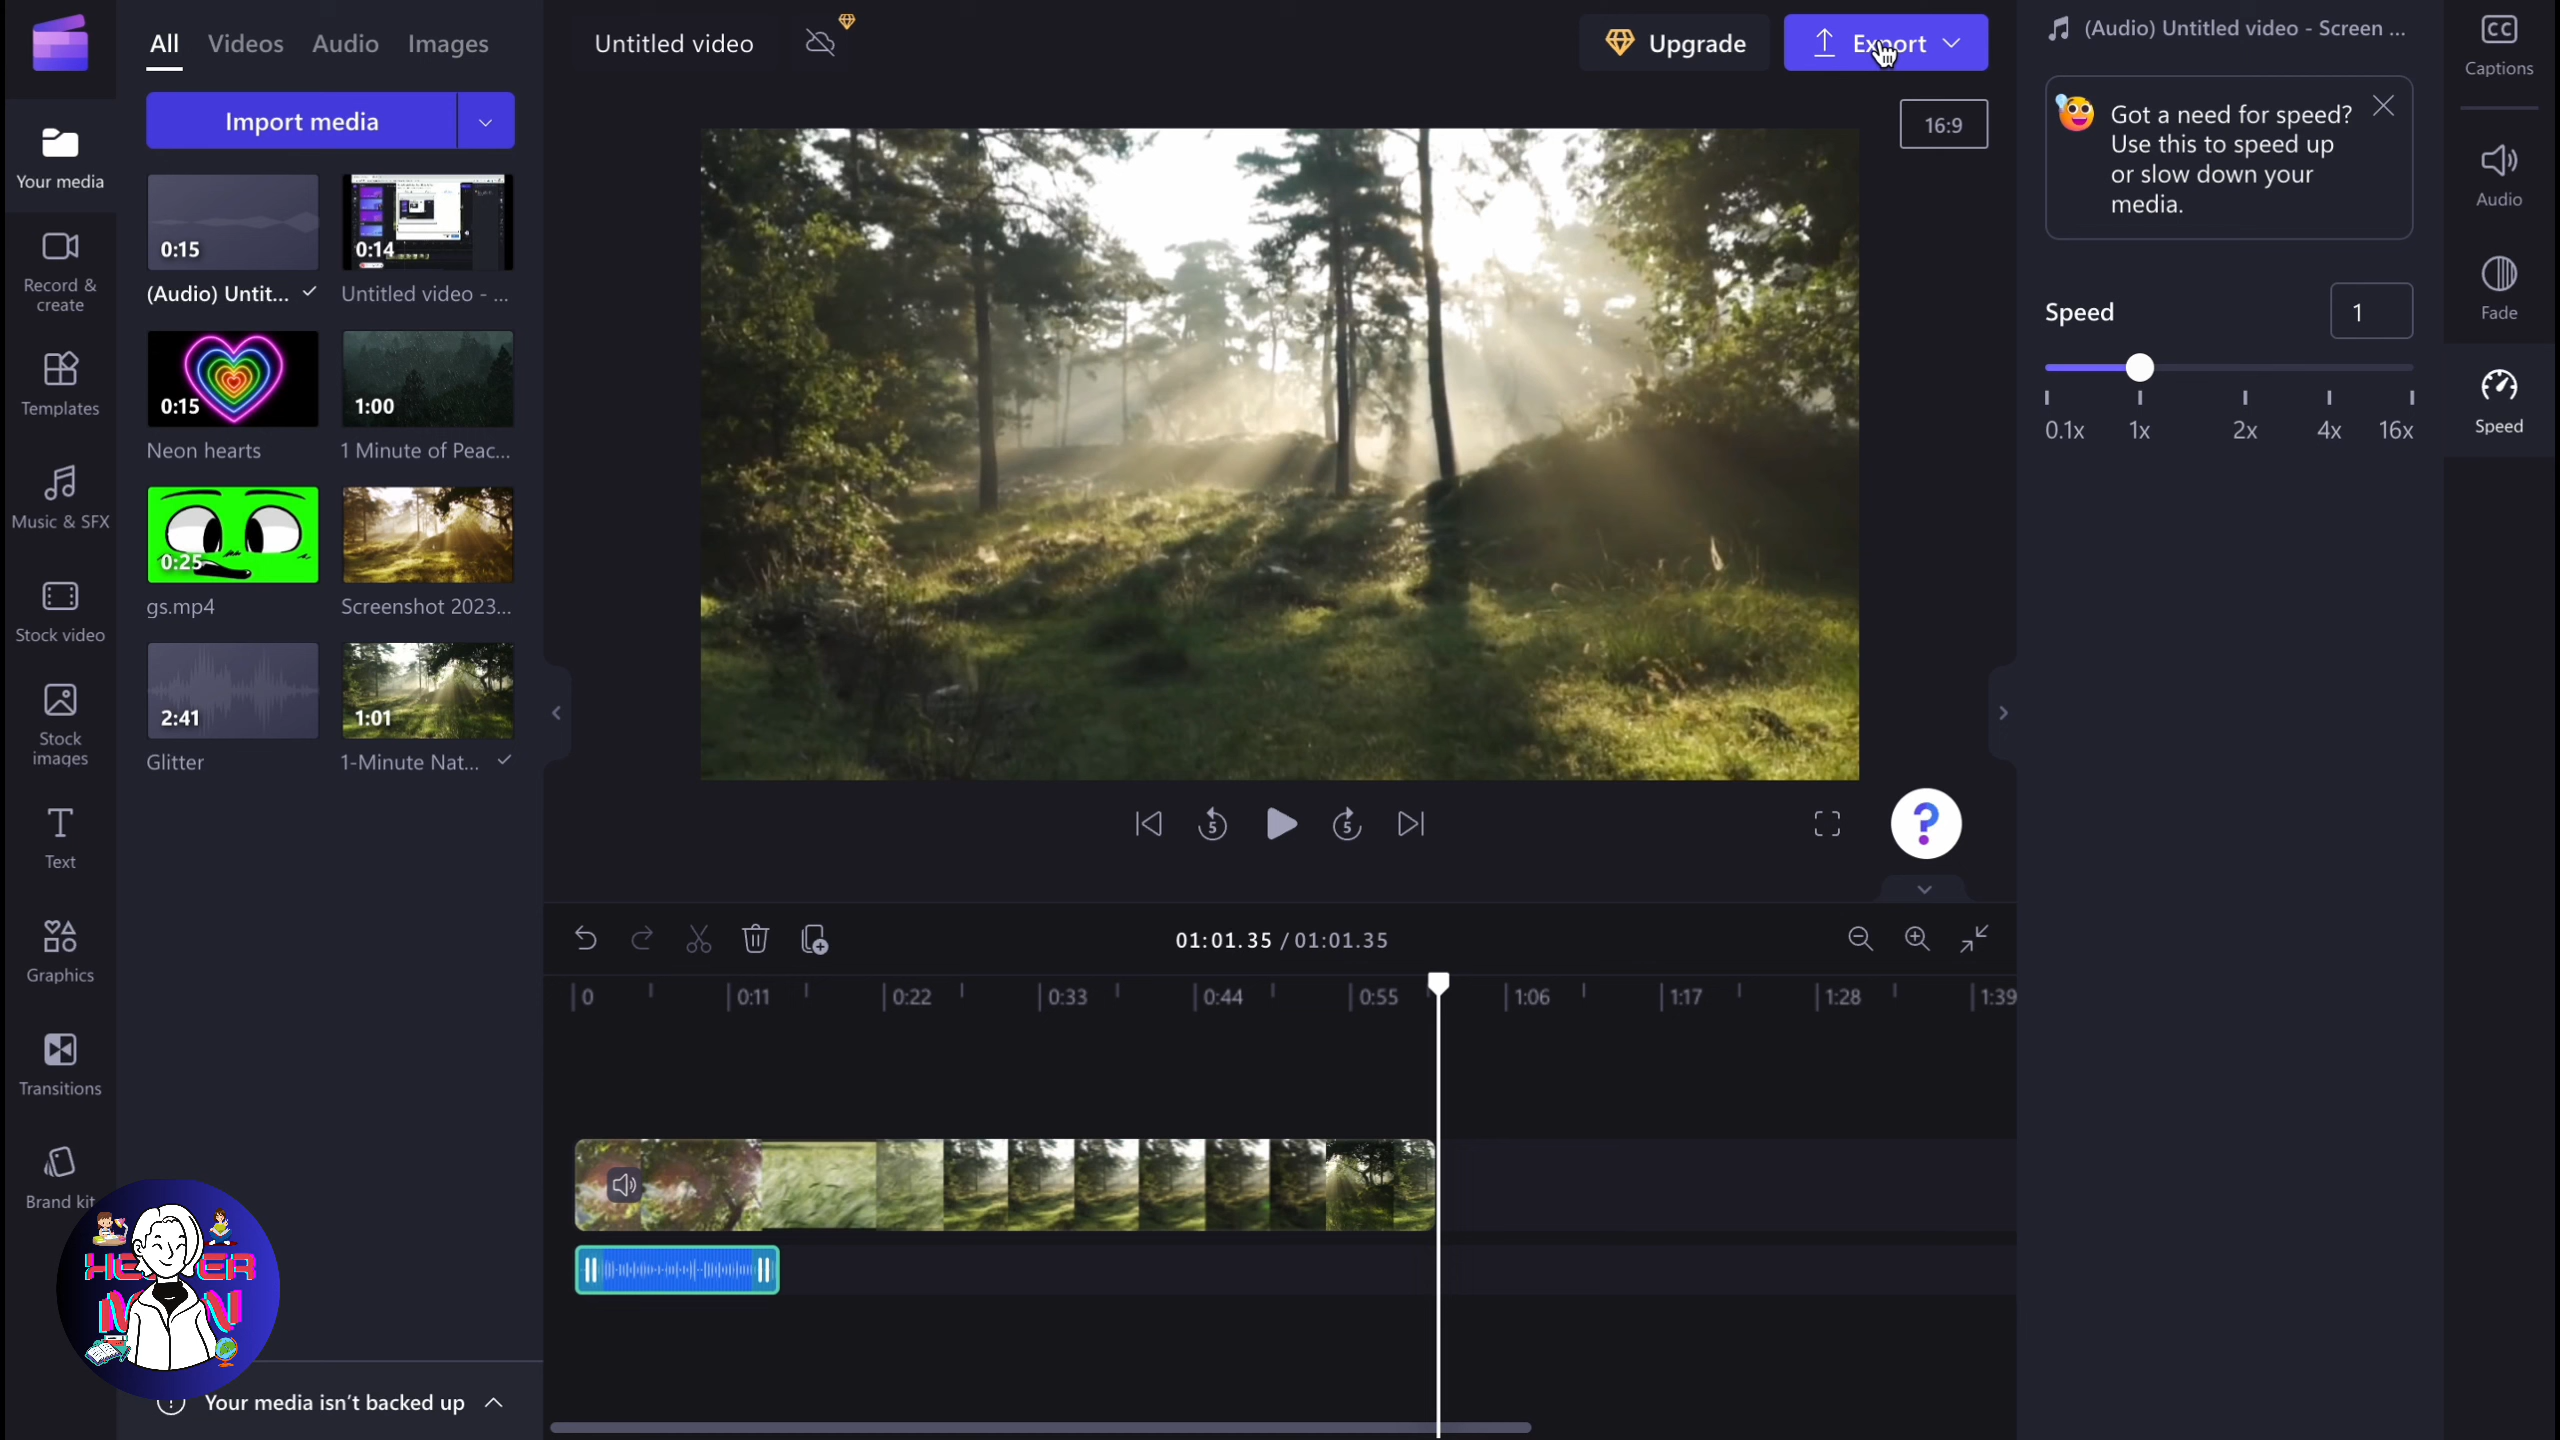 All
Videos
Audio
Images
Import media
Your media
Record &
create
Templates
Music & SFX
Stock video
Stock
images
Text
Graphics
Transitions
Brand kit
0:15
(Audio) Untit...
0:14
Untitled video - ...
0:15
Neon hearts
1:00
1 Minute of Peac...
0:25
gs.mp4
Screenshot 2023...
2:41
Glitter
1:01
1-Minute Nat...
Your media isn't backed up
Untitled video
Upgrade
Export
16:9
5
5
?
01:01.35 / 01:01.35
0
0:11
0:22
0:33
0:44
0:55
1:06
1:17
1:28
1:39
(Audio) Untitled video - Screen ...
Got a need for speed?
Use this to speed up
or slow down your
media.
Speed
1
0.1x
1x
2x
4x
16x
CC
Captions
Audio
Fade
Speed